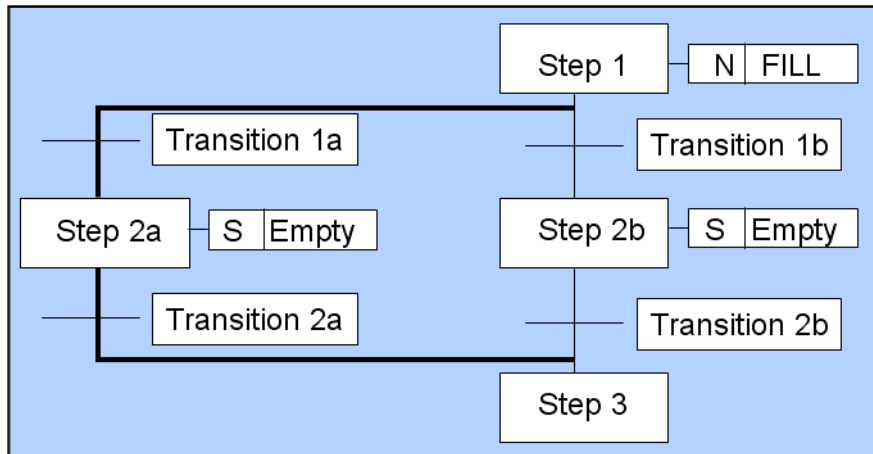 Step 1
N FILL
Transition 1a
Transition 1b
Step 2a
S Empty
Step 2b
S Empty
Transition 2a
Transition 2b
Step 3